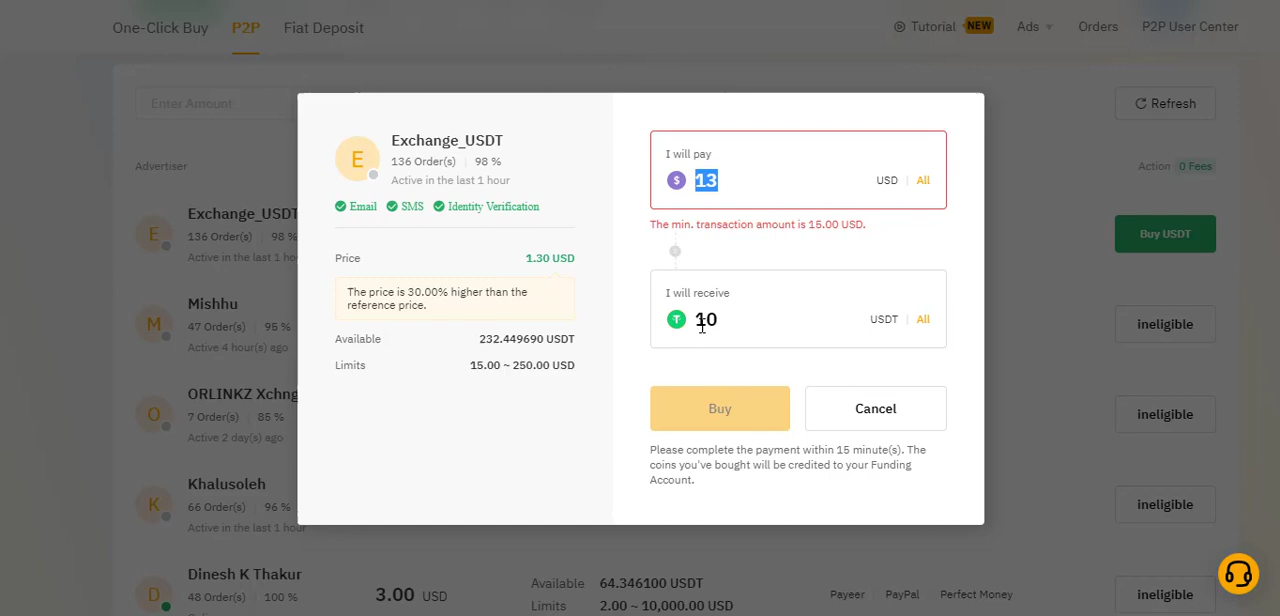 One-Click Buy P2P Fiat Deposit Tutorial NEW Ads Orders P2P User Center
Enter Amount
Refresh
Advertiser
Action 0 Fees
Exchange_USDT
136 Order(s) 98 %
Active in the last 1 ho
Buy USDT
Mishhu
47 Order(s) 95 %
Active 4 hour(s) ago
ineligible
ORLINKZ Xchng
7 Order(s) 85 %
Active 2 day(s) ago
ineligible
Khalusoleh
66 Order(s) 96 %
Active in the last 1 hour
ineligible
Dinesh K Thakur
48 Order(s) 100 %
3.00 USD
Available 64.346100 USDT
Limits 2.00 ~ 10,000.00 USD
Payeer PayPal Perfect Money
ineligible
E
M
O
K
D
E
Exchange_USDT
136 Order(s) 98 %
Active in the last 1 hour
Email SMS Identity Verification
Price 1.30 USD
The price is 30.00% higher than the
reference price.
Available 232.449690 USDT
Limits 15.00 ~ 250.00 USD
I will pay
$ 13 USD All
The min. transaction amount is 15.00 USD.
I will receive
T 10 USDT All
Buy Cancel
Please complete the payment within 15 minute(s). The
coins you've bought will be credited to your Funding
Account.